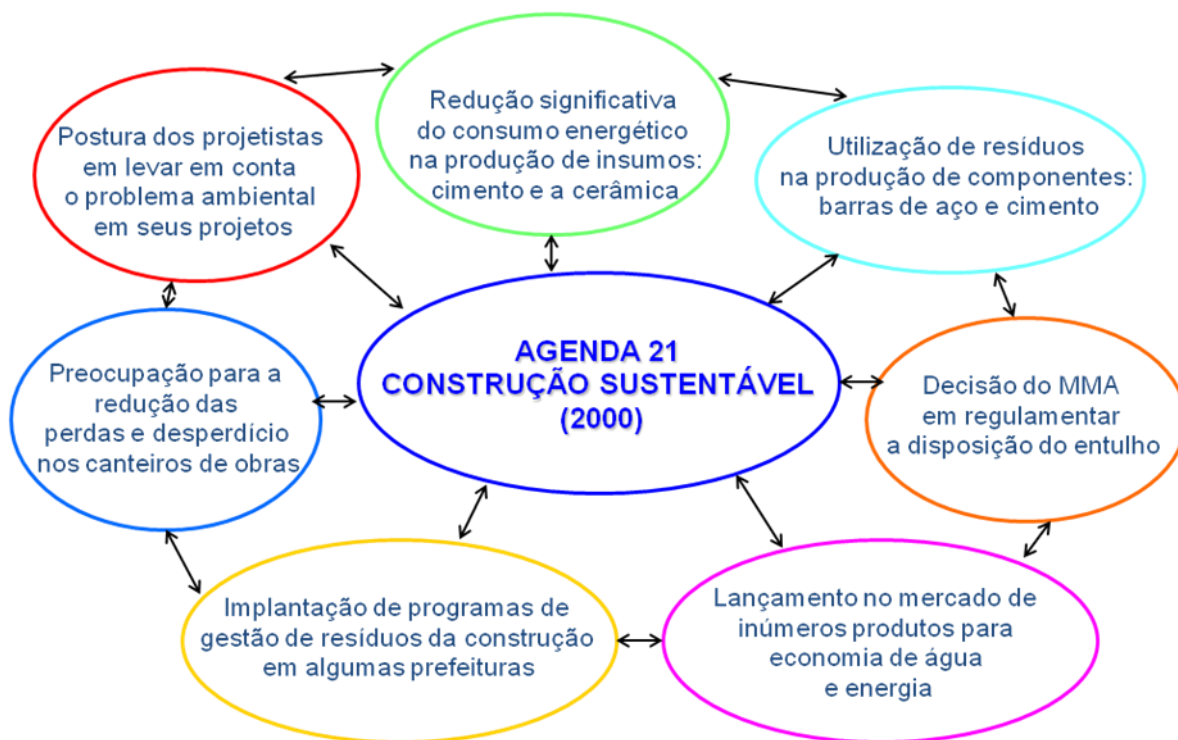 Redução significativa
do consumo energético
na produção de insumos:
cimento e a cerâmica
Postura dos projetistas
em levar em conta
o problema ambiental
em seus projetos
Utilização de resíduos
na produção de componentes:
barras de aço e cimento
AGENDA 21
CONSTRUÇÃO SUSTENTÁVEL
(2000)
Preocupação para a
redução das
perdas e desperdício
nos canteiros de obras
Decisão do MMA
em regulamentar
a disposição do entulho
Implantação de programas de
gestão de resíduos da construção
em algumas prefeituras
Lançamento no mercado de
inúmeros produtos para
economia de água
e energia